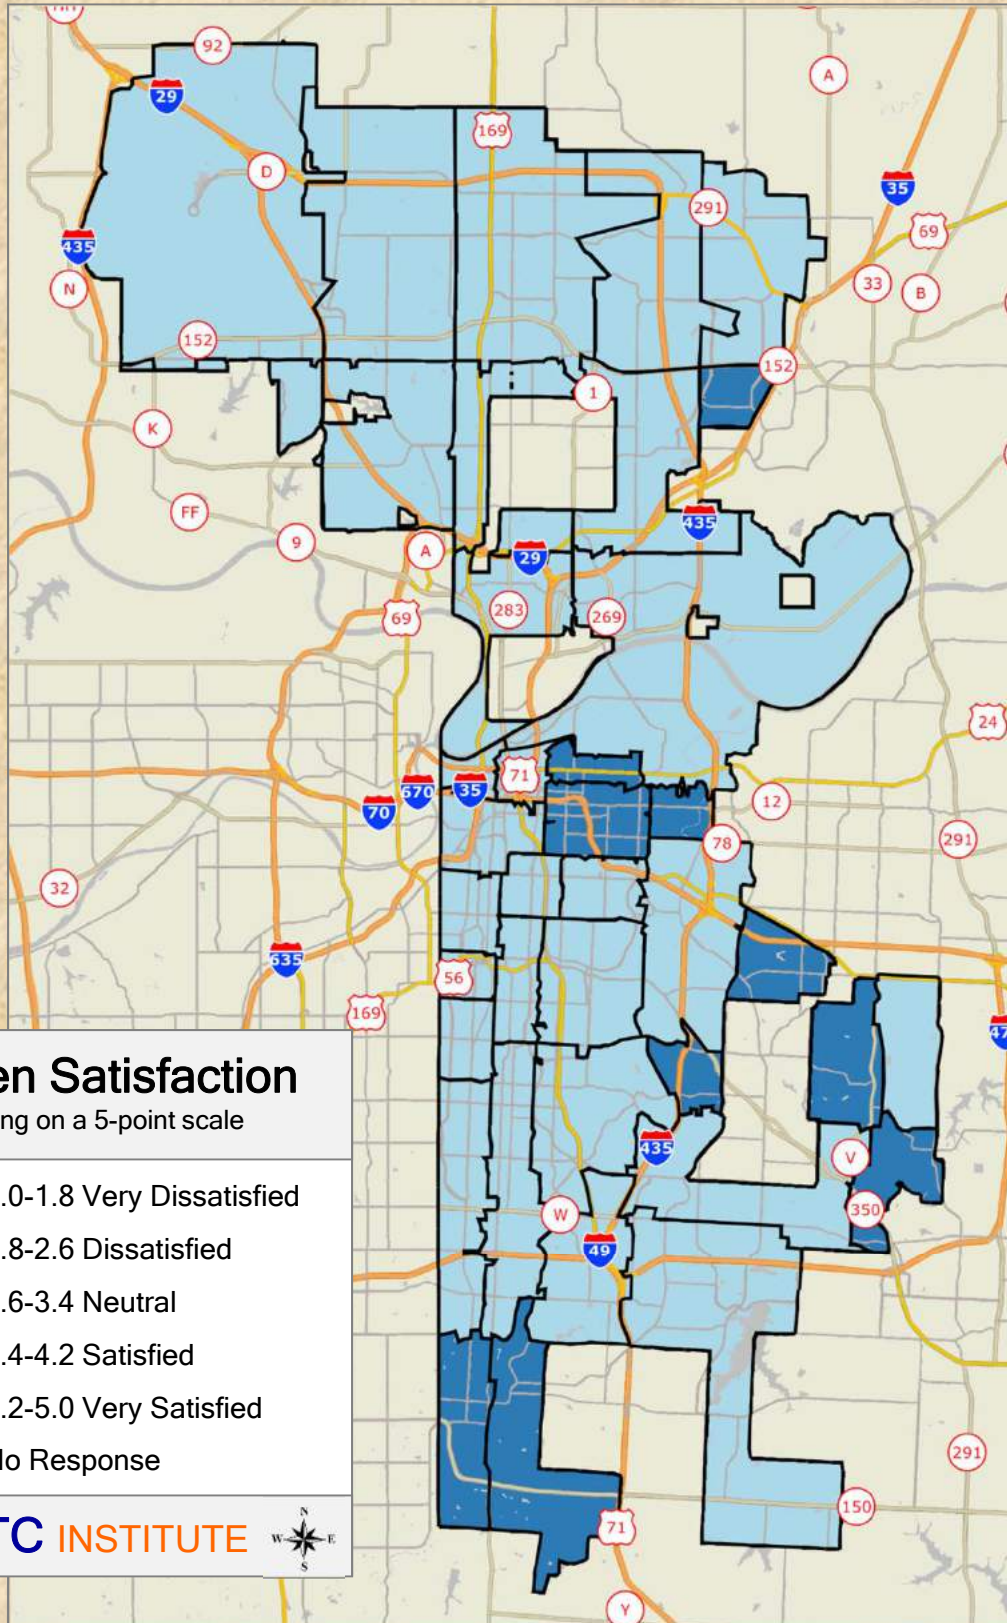 HH
92
A
29
169
D
35
291
69
435
N
33
B
152
152
1
K
FF
435
9
A
29
283
269
69
24
71
670
35
12
70
78
291
32
635
56
169
47
en Satisfaction
ng on a 5-point scale
435
V
.0-1.8 Very Dissatisfied
350
W
.8-2.6 Dissatisfied
49
.6-3.4 Neutral
.4-4.2 Satisfied
.2-5.0 Very Satisfied
No Response
291
150
TC INSTITUTE
N
W E
S
71
Y